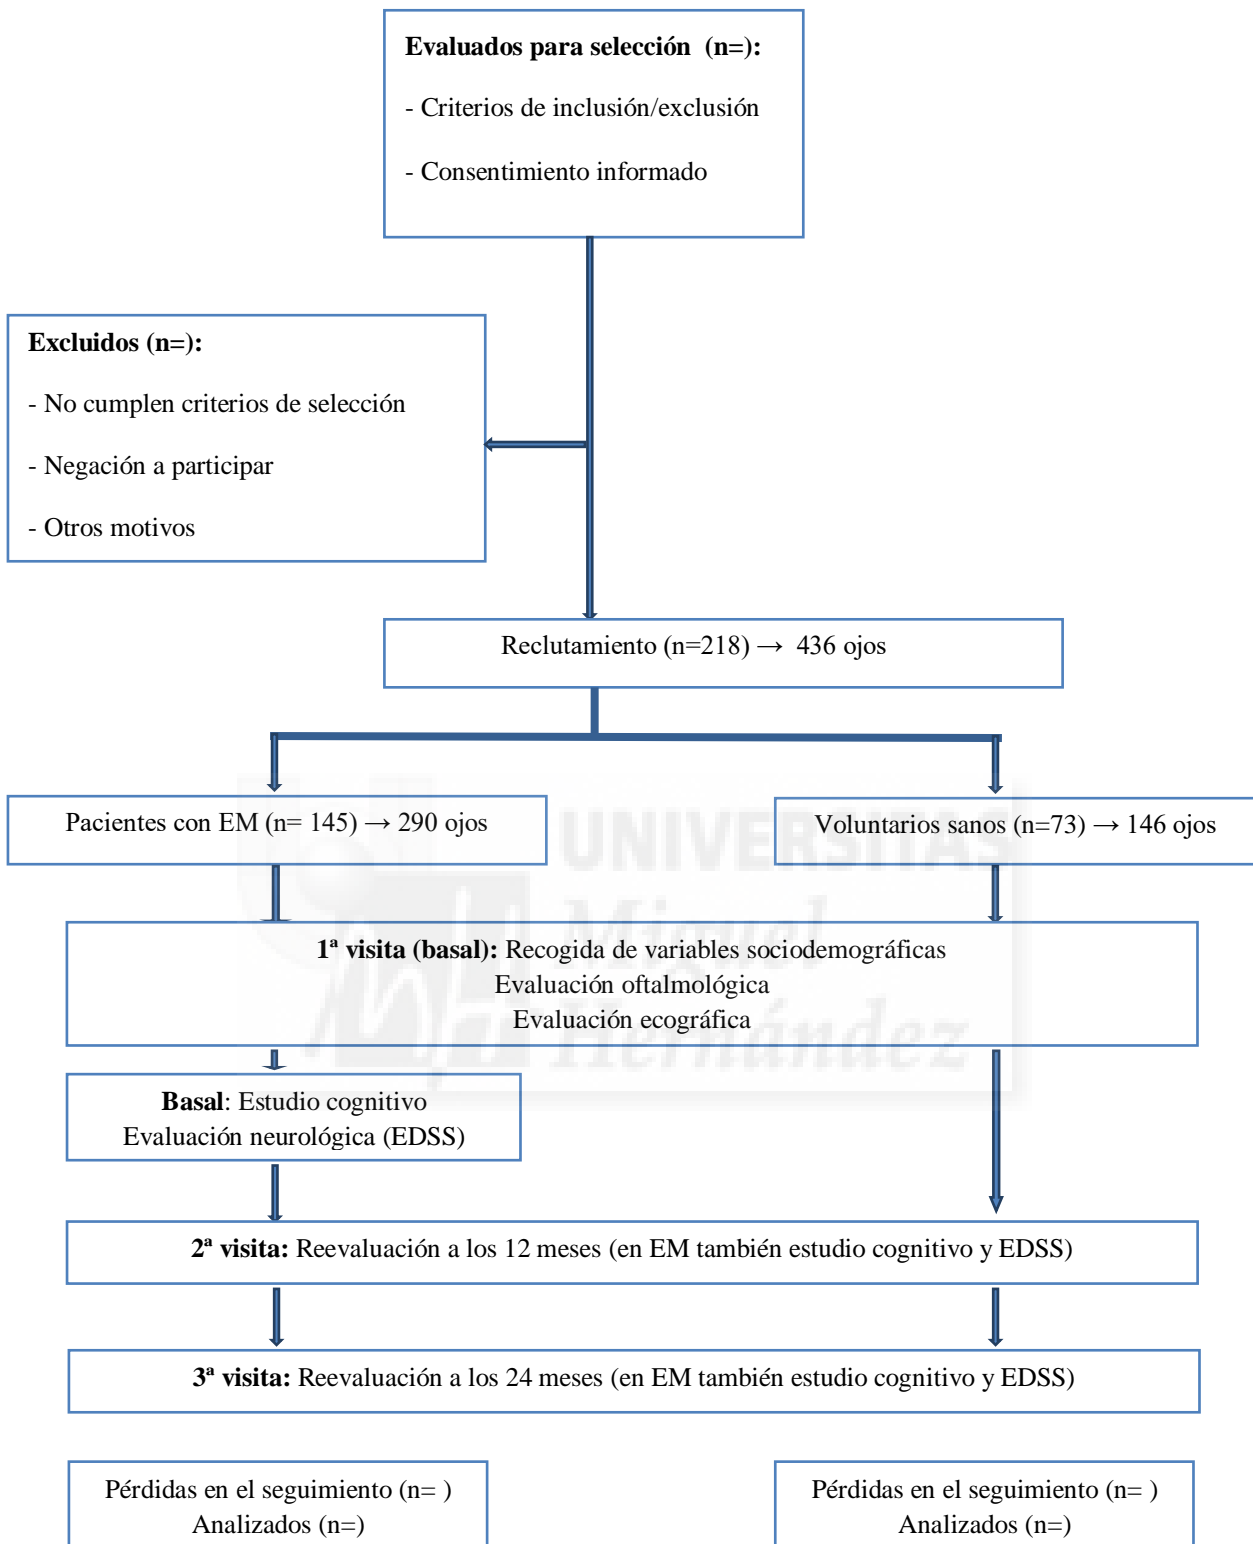 Evaluados para selección (n=):
- Criterios de inclusión/exclusión
- Consentimiento informado
Excluidos (n=):
- No cumplen criterios de selección
- Negación a participar
- Otros motivos
Reclutamiento (n=218) → 436 ojos
Pacientes con EM (n= 145) → 290 ojos
Voluntarios sanos (n=73) → 146 ojos
UNIVERSITAS
Miguel
Hernández
1ª visita (basal): Recogida de variables sociodemográficas
Evaluación oftalmológica
Evaluación ecográfica
Basal: Estudio cognitivo
Evaluación neurológica (EDSS)
2ª visita: Reevaluación a los 12 meses (en EM también estudio cognitivo y EDSS)
3ª visita: Reevaluación a los 24 meses (en EM también estudio cognitivo y EDSS)
Pérdidas en el seguimiento (n= )
Analizados (n=)
Pérdidas en el seguimiento (n= )
Analizados (n=)